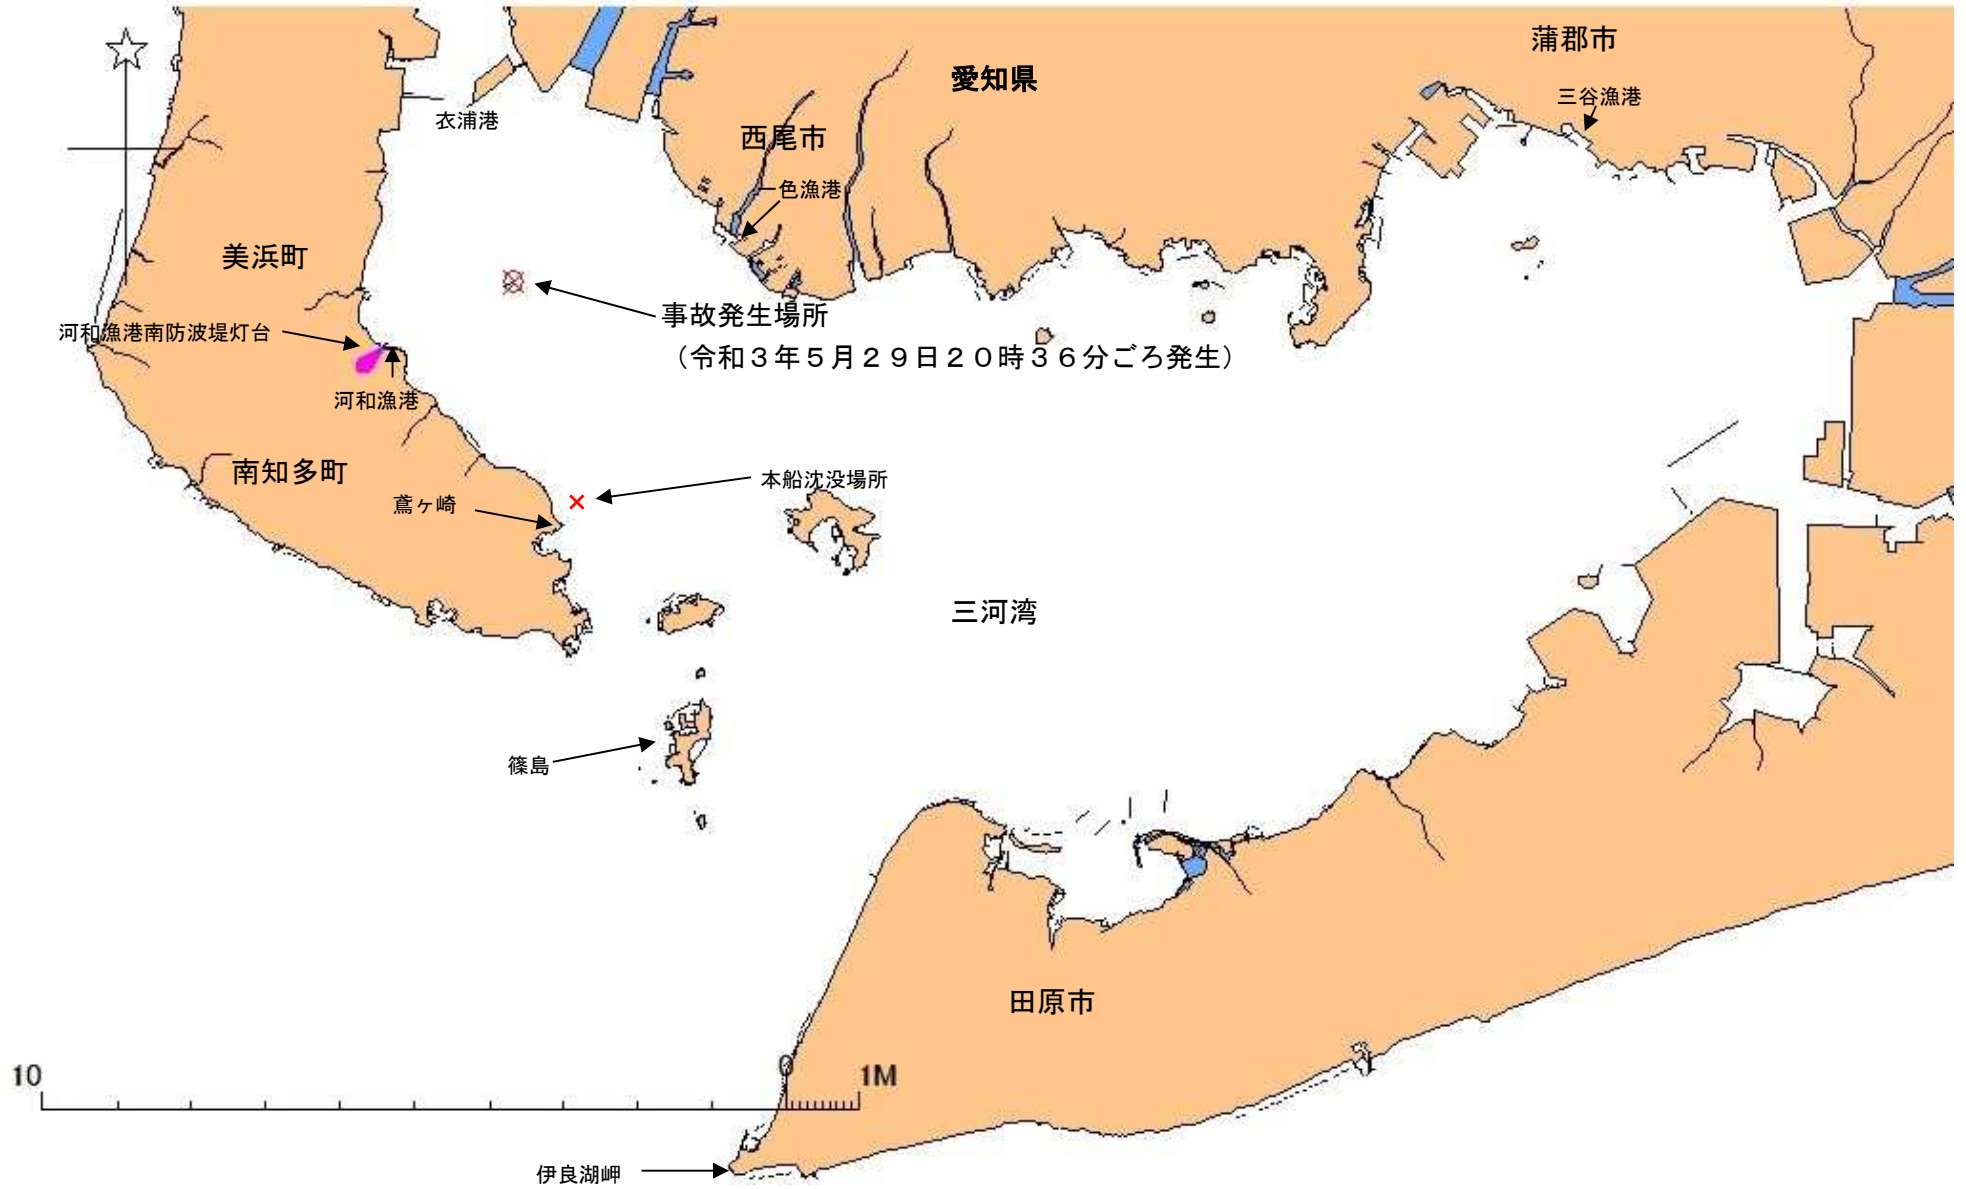 蒲郡市
愛知県
三谷漁港
衣浦港
西尾市
一色漁港
美浜町
事故発生場所
河和漁港南防波堤灯台
（令和３年５月２９日２０時３６分ごろ発生）
河和漁港
南知多町
本船沈没場所
鳶ヶ崎
三河湾
篠島
田原市
10
0
1M
伊良湖岬